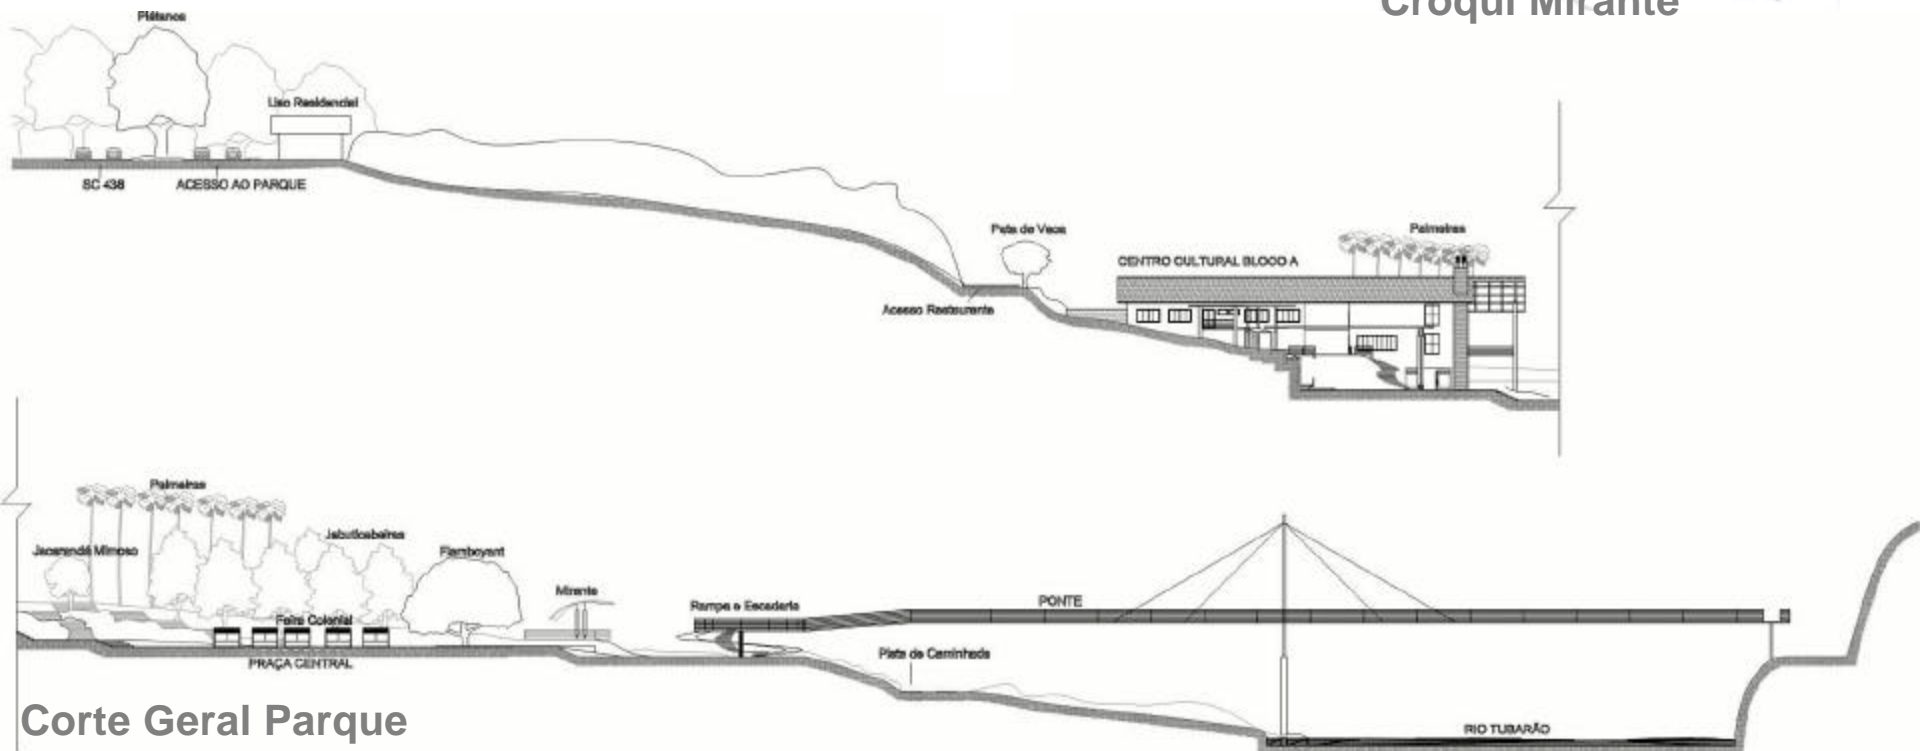 Croqui Mirante
Plátanos
Uso Residencial
SC 438
ACESSO AO PARQUE
Pata de Vaca
Palmeiras
CENTRO CULTURAL BLOCO A
Acesso Restaurante
Palmeiras
Jabuticabeiras
Jacarandá Mimoso
Flamboyant
Mirante
Rampa e Escadaria
PONTE
Feira Colonial
PRAÇA CENTRAL
Pista de Caminhada
Corte Geral Parque
RIO TUBARÃO